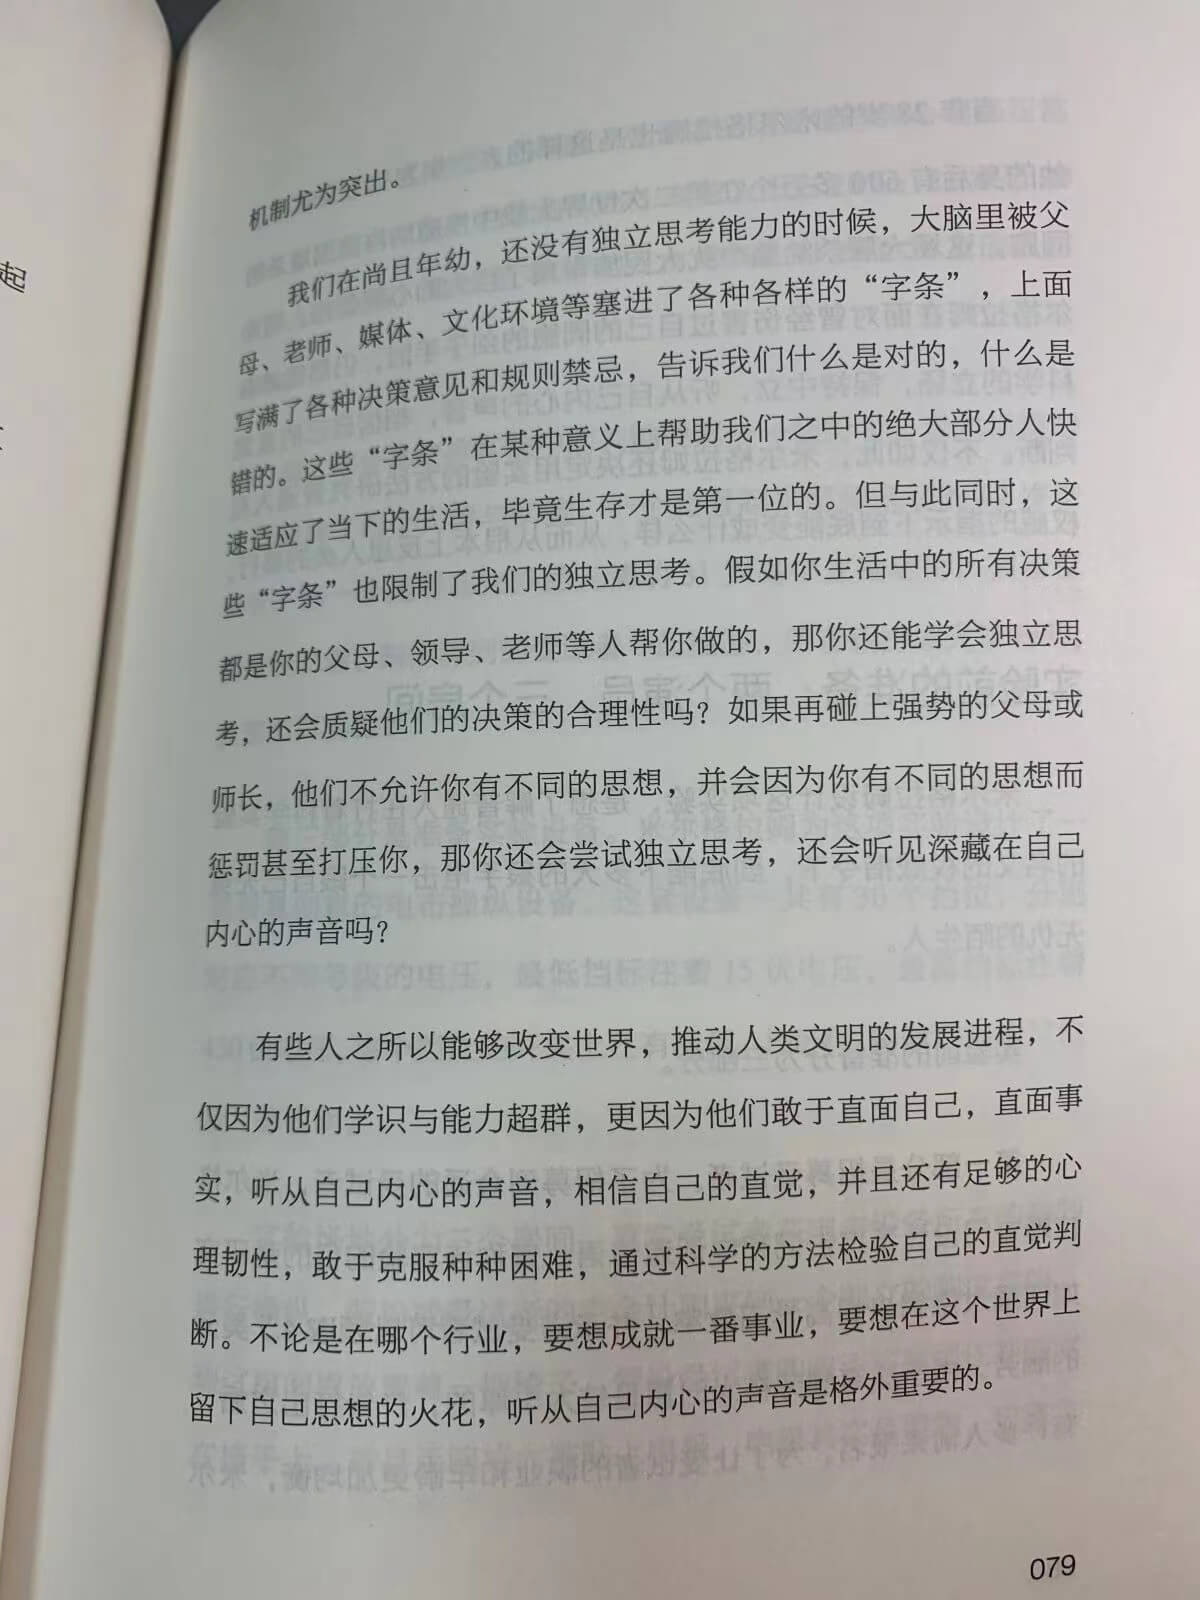 机制尤为突出。
我们在尚且年幼，还没有独立思考能力的时候，大脑里被父
母、老师、媒体、文化环境等塞进了各种各样的“字条”，上面
写满了各种决策意见和规则禁忌，告诉我们什么是对的，什么是
错的。这些“字条”在某种意义上帮助我们之中的绝大部分人快
速适应了当下的生活，毕竟生存才是第一位的。但与此同时，这
些“字条”也限制了我们的独立思考。假如你生活中的所有决策
都是你的父母、领导、老师等人帮你做的，那你还能学会独立思
考，还会质疑他们的决策的合理性吗？如果再碰上强势的父母或
师长，他们不允许你有不同的思想，并会因为你有不同的思想而
惩罚甚至打压你，那你还会尝试独立思考，还会听见深藏在自己
内心的声音吗？
有些人之所以能够改变世界，推动人类文明的发展进程，不
仅因为他们学识与能力超群，更因为他们敢于直面自己，直面事
实，听从自己内心的声音，相信自己的直觉，并且还有足够的心
理韧性，敢于克服种种困难，通过科学的方法检验自己的直觉判
断。不论是在哪个行业，要想成就一番事业，要想在这个世界上
留下自己思想的火花，听从自己内心的声音是格外重要的。
079
起